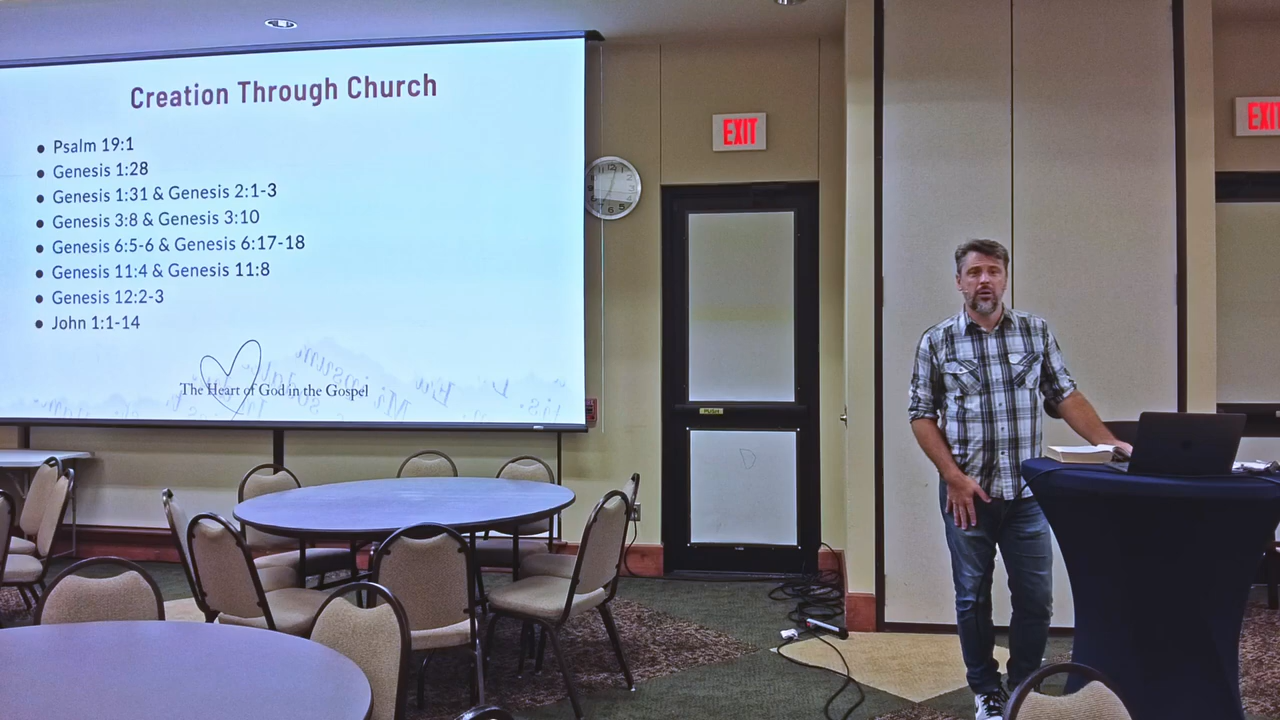 Creation Through Church
• Psalm 19:1
• Genesis 1:28
• Genesis 1:31 & Genesis 2:1-3
• Genesis 3:8 & Genesis 3:10
• Genesis 6:5-6 & Genesis 6:17-18
• Genesis 11:4 & Genesis 11:8
• Genesis 12:2-3
• John 1:1-14
The Heart of God in the Gospel
EXIT
EXI
PUSH
D